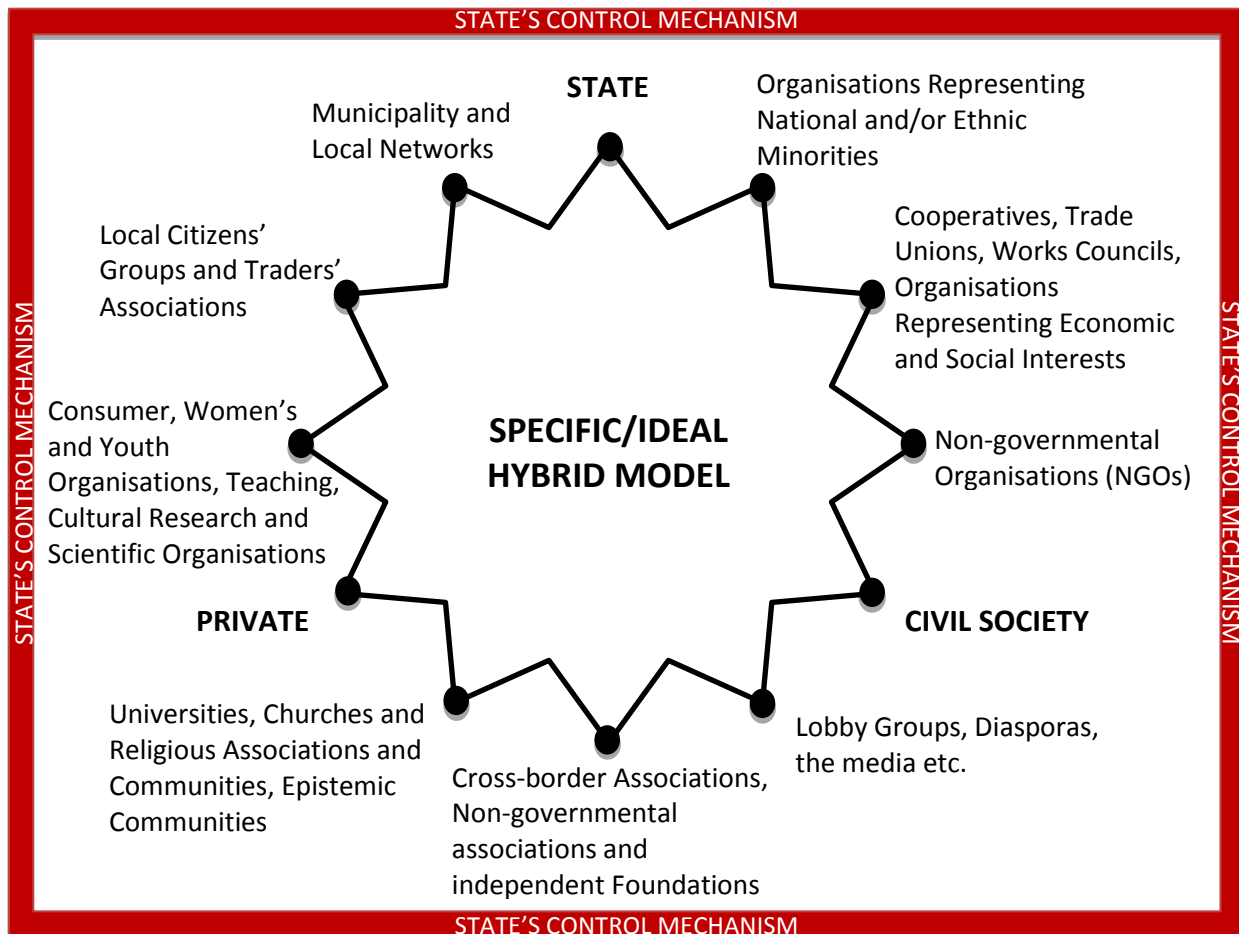 STATE'S CONTROL MECHANISM
STATE
Organisations Representing
National and/or Ethnic
Minorities
Municipality and
Local Networks
Cooperatives, Trade
Unions, Works Councils,
Organisations
Representing Economic
and Social Interests
Local Citizens’
Groups and Traders’
Associations
STATE'S CONTROL MECHANISM
STATE'S CONTROL MECHANISM
Consumer, Women’s
and Youth
Organisations, Teaching,
Cultural Research and
Scientific Organisations
SPECIFIC/IDEAL
HYBRID MODEL
Non-governmental
Organisations (NGOs)
PRIVATE
CIVIL SOCIETY
Universities, Churches and
Religious Associations and
Communities, Epistemic
Communities
Cross-border Associations,
Non-governmental
associations and
independent Foundations
Lobby Groups, Diasporas,
the media etc.
STATE'S CONTROL MECHANISM